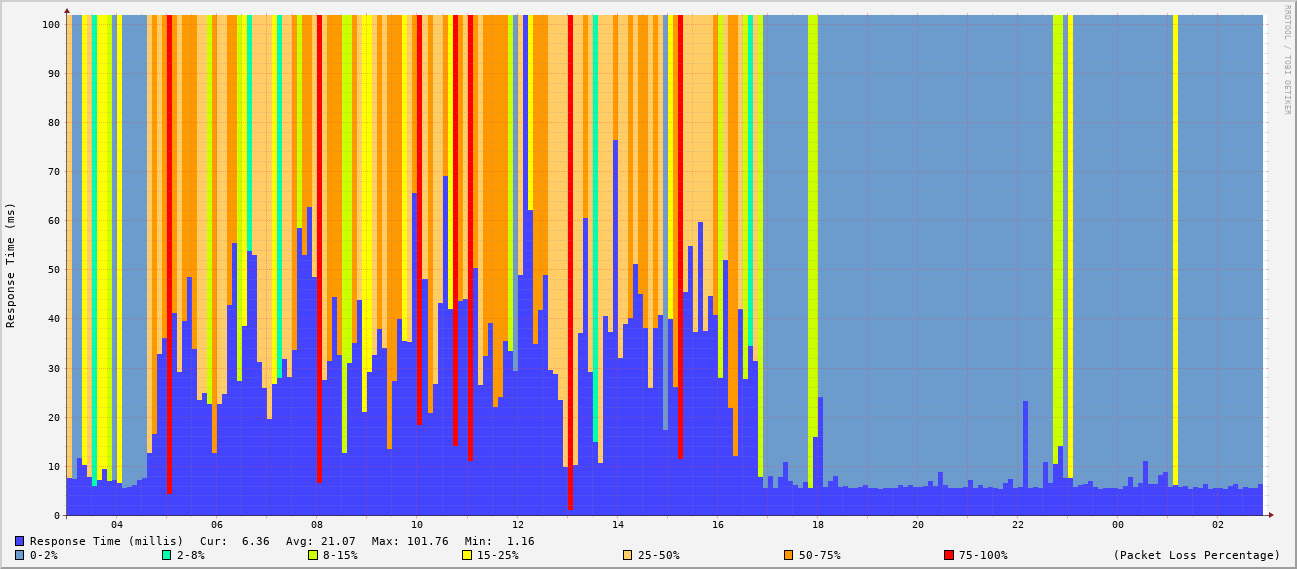 RRDTOOL / TOBI OETIKER
Response Time (ms)
100
90
80
70
60
50
40
30
20
10
0
04 06 08 10 12 14 16 18 20 22 00 02
Response Time (millis) Cur: 6.36 Avg: 21.07 Max: 101.76 Min: 1.16
0-2% 2-8% 8-15% 15-25% 25-50% 50-75% 75-100% (Packet Loss Percentage)